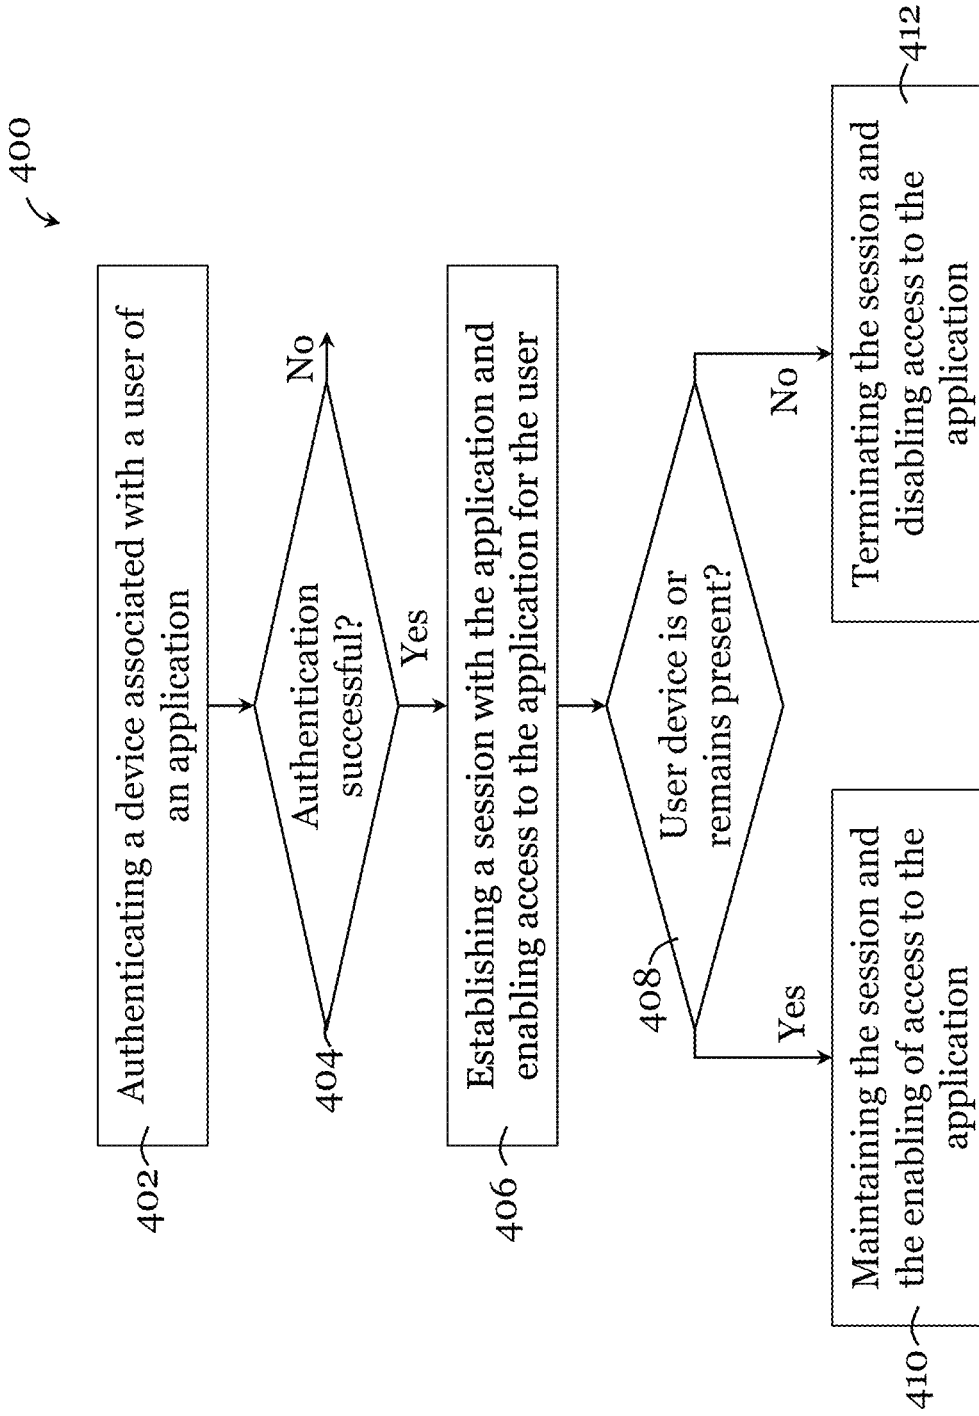 400
402
Authenticating a device associated with a user of
an application
404
Authentication
successful?
No
Yes
406
Establishing a session with the application and
enabling access to the application for the user
408
User device is or
remains present?
Yes
No
410
Maintaining the session and
the enabling of access to the
application
412
Terminating the session and
disabling access to the
application